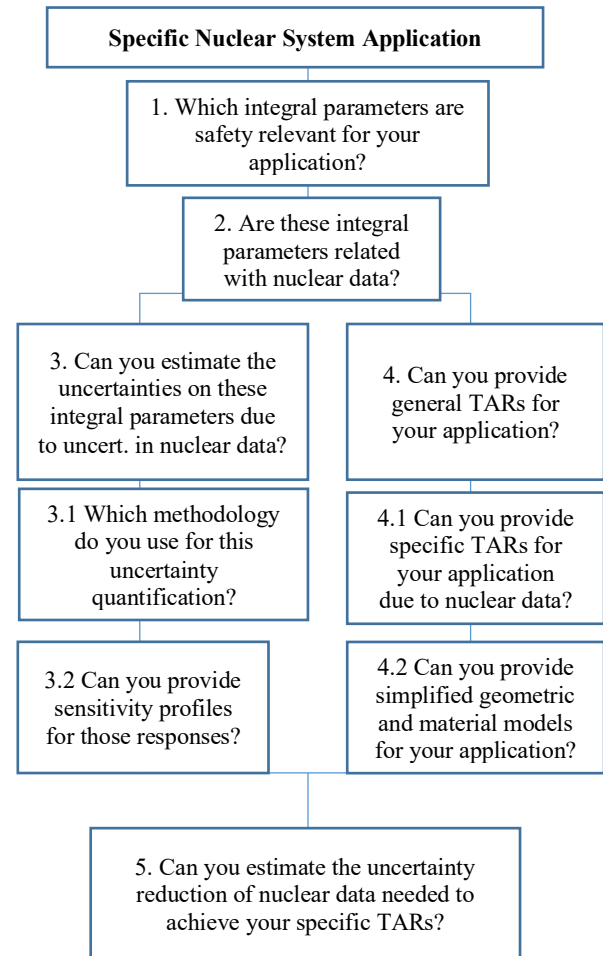 Specific Nuclear System Application
1. Which integral parameters are
safety relevant for your
application?
2. Are these integral
parameters related
with nuclear data?
3. Can you estimate the
uncertainties on these
integral parameters due
to uncert. in nuclear data?
3.1 Which methodology
do you use for this
uncertainty
quantification?
3.2 Can you provide
sensitivity profiles
for those responses?
4. Can you provide
general TARs for
your application?
4.1 Can you provide
specific TARs for
your application
due to nuclear data?
4.2 Can you provide
simplified geometric
and material models
for your application?
5. Can you estimate the uncertainty
reduction of nuclear data needed to
achieve your specific TARs?